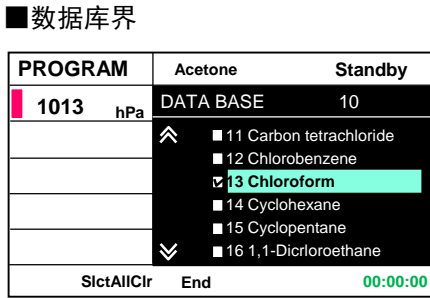 ■数据库界
PROGRAM Acetone Standby
1013 hPa DATA BASE 10
11 Carbon tetrachloride
12 Chlorobenzene
13 Chloroform
14 Cyclohexane
15 Cyclopentane
16 1,1-Dicrloroethane
SlctAllClr End 00:00:00